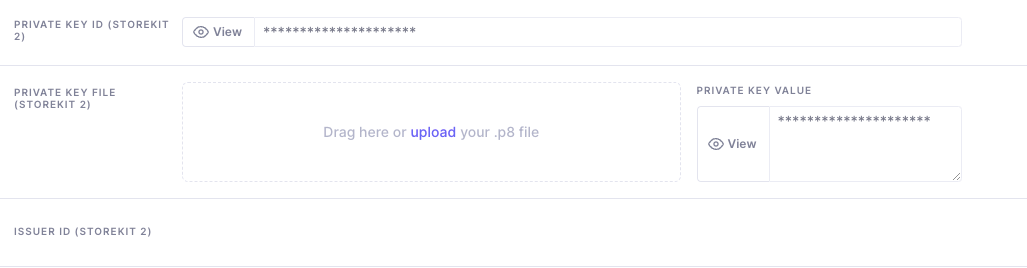 PRIVATE KEY ID (STOREKIT
2)
View
*********************
PRIVATE KEY FILE
(STOREKIT 2)
Drag here or upload your .p8 file
PRIVATE KEY VALUE
View
*********************
ISSUER ID (STOREKIT 2)